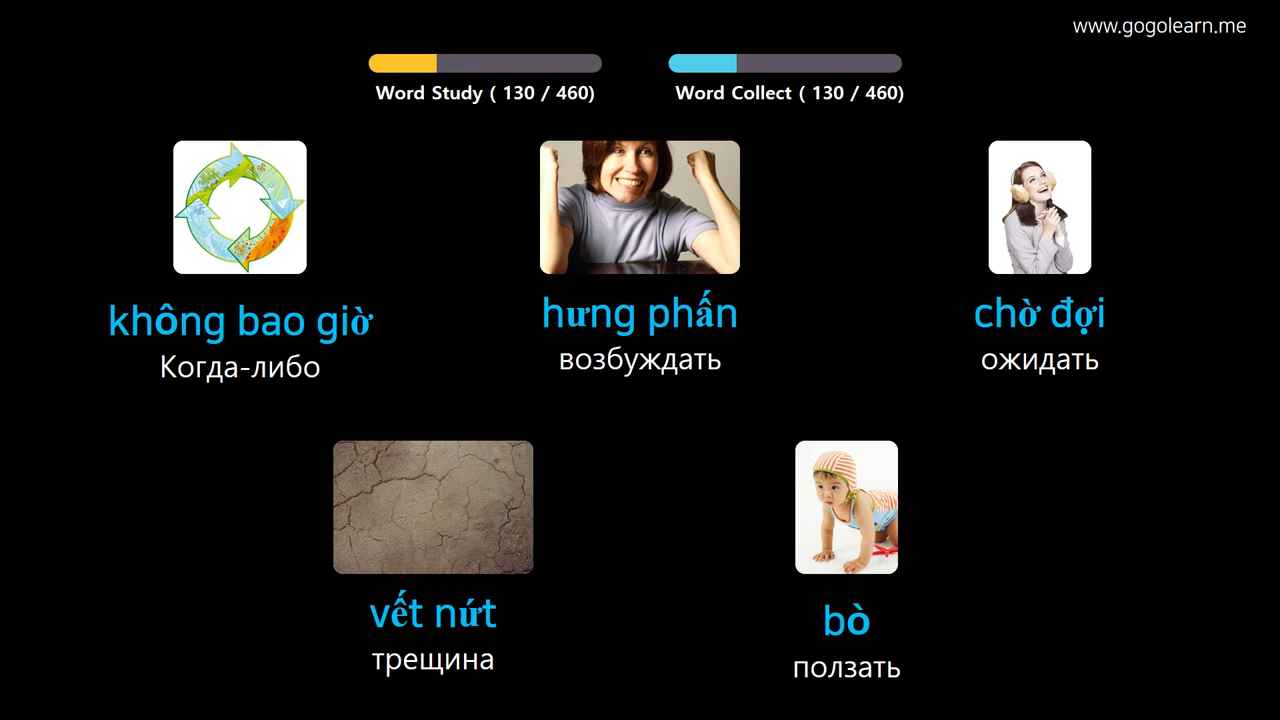 www.gogolearn.me
Word Study ( 130 / 460)
Word Collect ( 130 / 460)
không bao giờ
Когда-либо
hưng phấn
возбуждать
chờ đợi
ожидать
vết nứt
трещина
bò
ползать